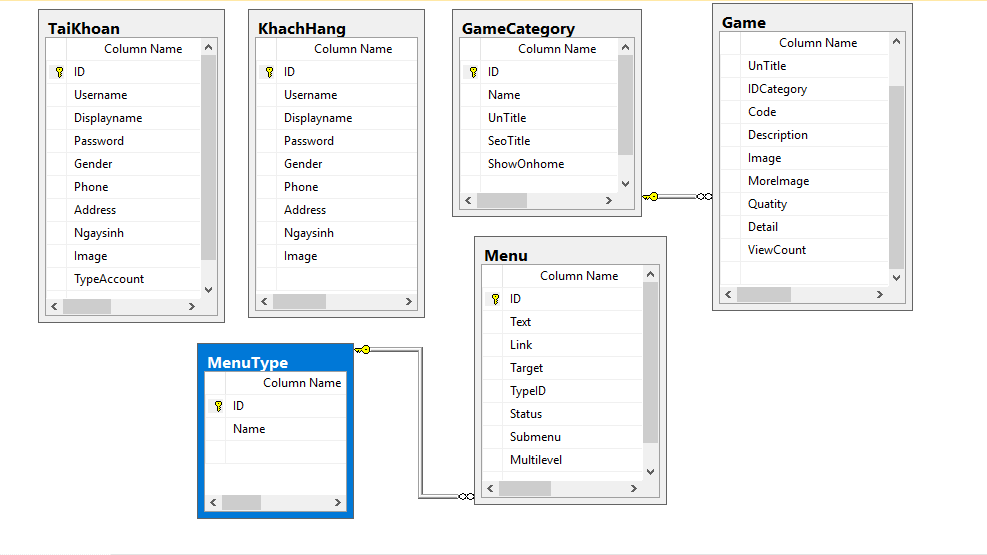 TaiKhoan
Column Name
ID
Username
Displayname
Password
Gender
Phone
Address
Ngaysinh
Image
TypeAccount
KhachHang
Column Name
ID
Username
Displayname
Password
Gender
Phone
Address
Ngaysinh
Image
GameCategory
Column Name
ID
Name
UnTitle
SeoTitle
ShowOnhome
Game
Column Name
UnTitle
IDCategory
Code
Description
Image
MoreImage
Quatity
Detail
ViewCount
MenuType
Column Name
ID
Name
Menu
Column Name
ID
Text
Link
Target
TypeID
Status
Submenu
Multilevel